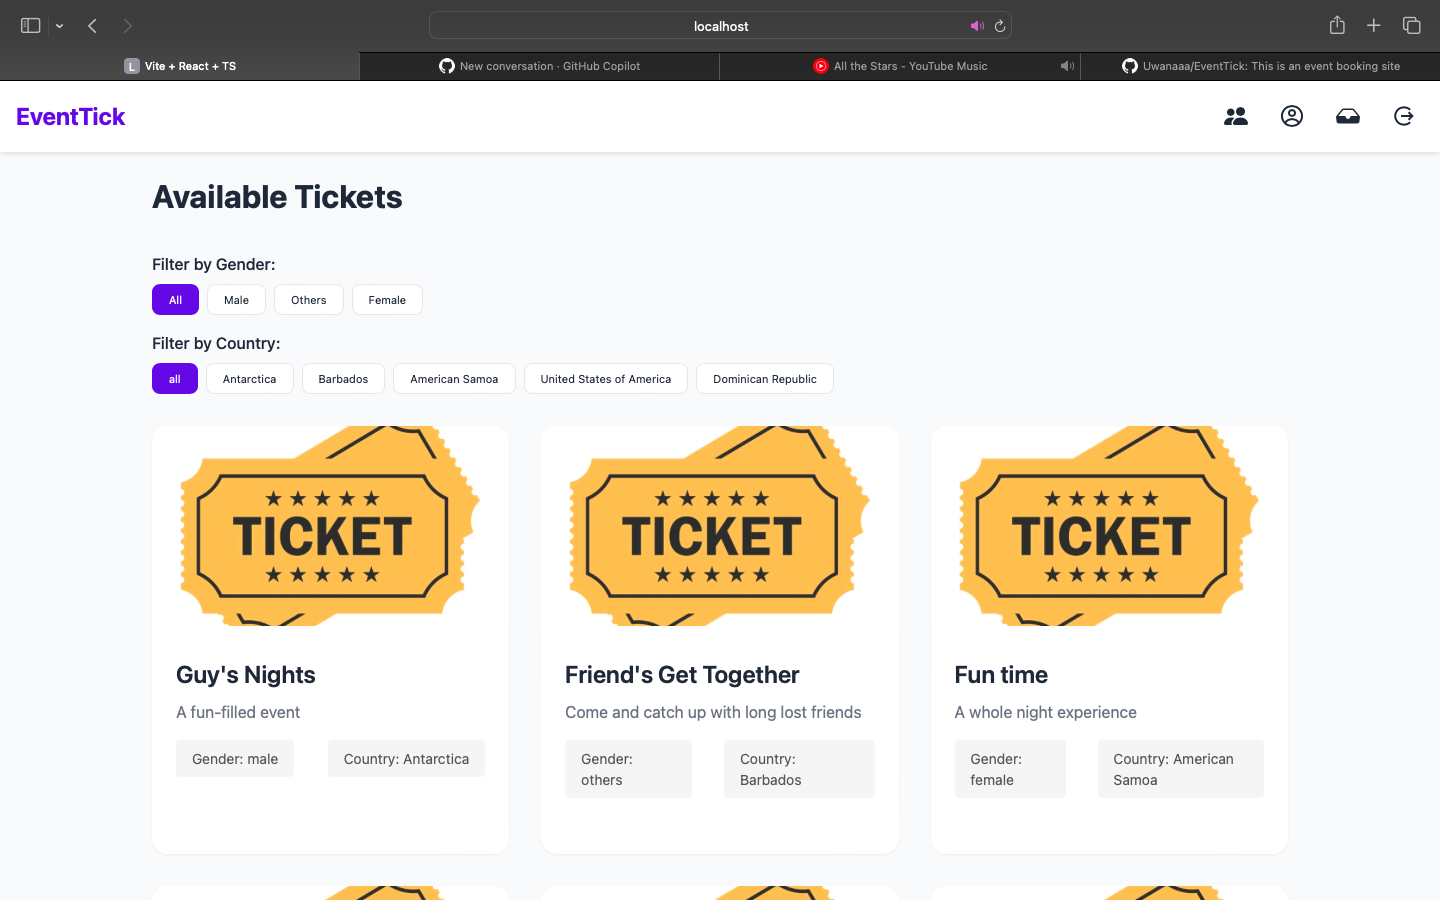 localhost
L Vite + React + TS
New conversation · GitHub Copilot
All the Stars - YouTube Music
Uwanaaa/EventTick: This is an event booking site
EventTick
Available Tickets
Filter by Gender:
All Male Others Female
Filter by Country:
all Antarctica Barbados American Samoa United States of America Dominican Republic
TICKET TICKET TICKET
Guy's Nights
A fun-filled event
Gender: male Country: Antarctica
Friend's Get Together
Come and catch up with long lost friends
Gender:
others
Country:
Barbados
Fun time
A whole night experience
Gender:
female
Country: American
Samoa